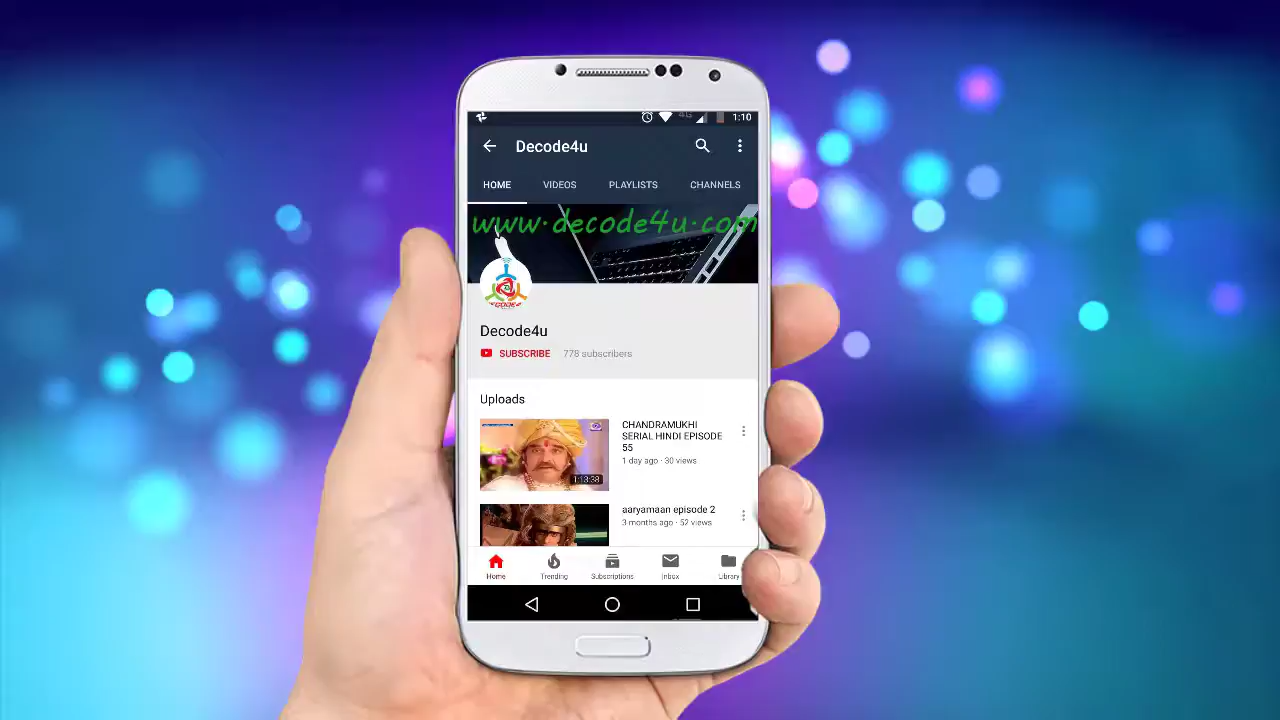 4G 1:10
Decode4u
HOME VIDEOS PLAYLISTS CHANNELS
www.decode4u.com
CODE
Decode4u
SUBSCRIBE 778 subscribers
Uploads
CHANDRAMUKHI
SERIAL HINDI EPISODE
55
1 day ago · 30 views
1:13:38
aaryamaan episode 2
3 months ago · 52 views
Home Trending Subscriptions Inbox Library